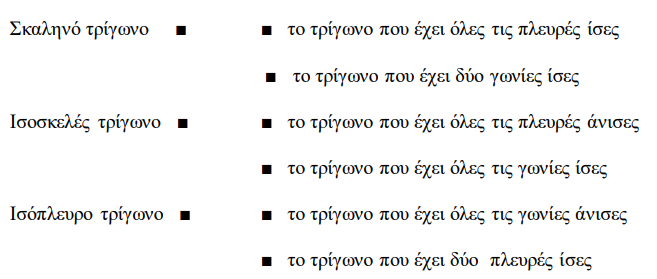 Σκαληνό τρίγωνο ■ ■ το τρίγωνο που έχει όλες τις πλευρές ίσες
■ το τρίγωνο που έχει δύο γωνίες ίσες
Ισοσκελές τρίγωνο ■ ■ το τρίγωνο που έχει όλες τις πλευρές άνισες
■ το τρίγωνο που έχει όλες τις γωνίες ίσες
Ισόπλευρο τρίγωνο ■ ■ το τρίγωνο που έχει όλες τις γωνίες άνισες
■ το τρίγωνο που έχει δύο πλευρές ίσες